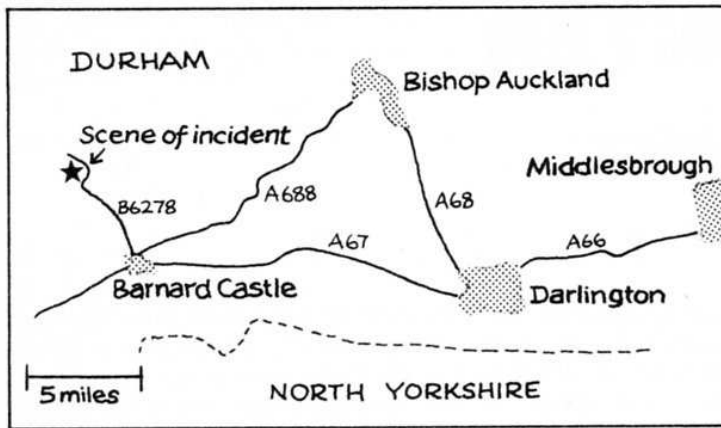 DURHAM
Bishop Auckland
Scene of incident
Middlesbrough
B6278
A688
A68
A67
A66
Barnard Castle
Darlington
5 miles
NORTH YORKSHIRE